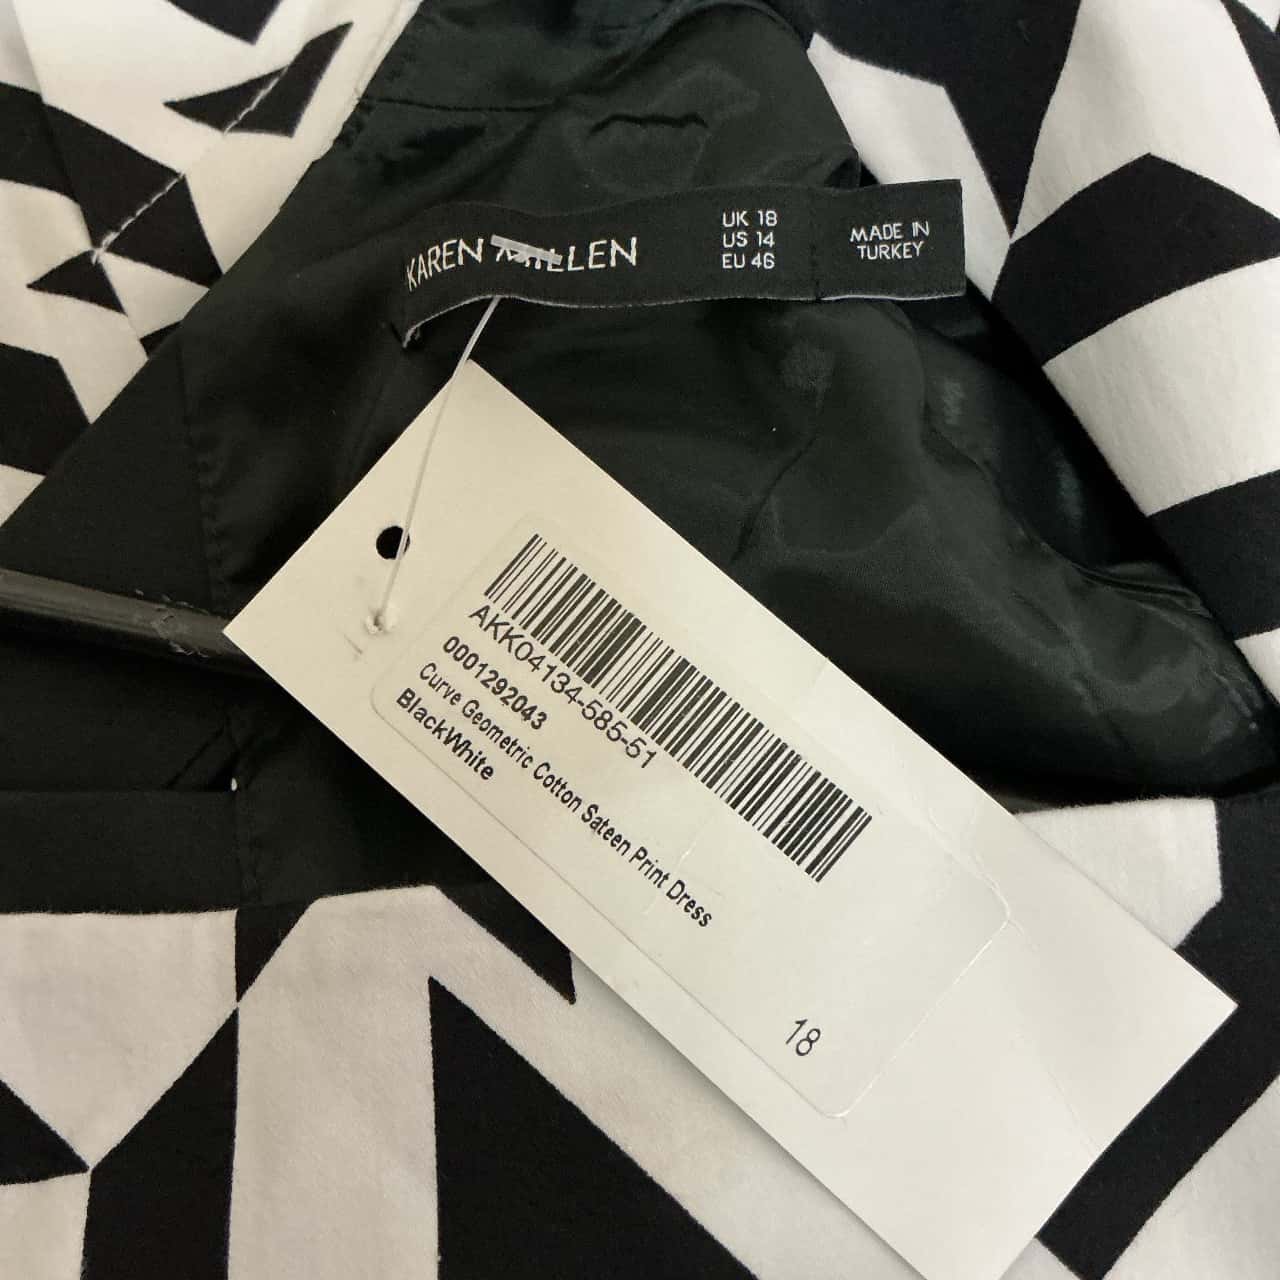 KAREN MILLEN
UK 18
US 14
EU 46
MADE IN
TURKEY
AKK04134-585-51
0001292043
Curve Geometric Cotton Sateen Print Dress
BlackWhite
18